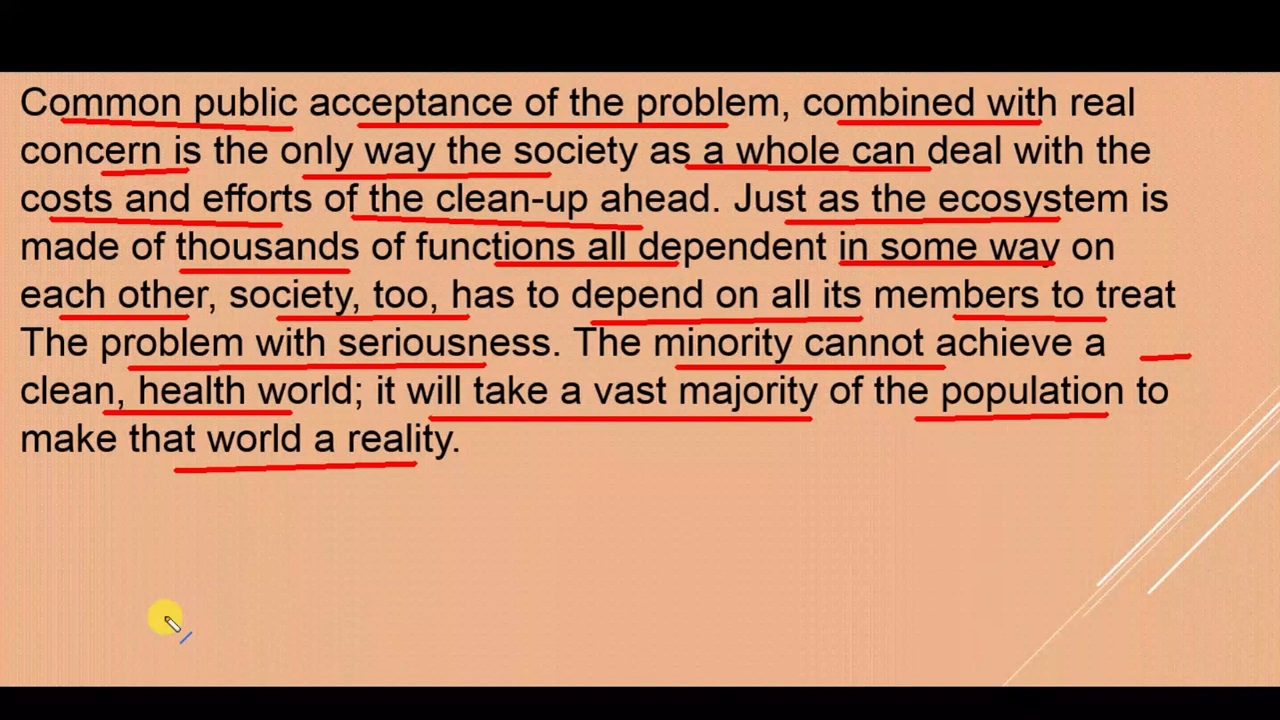 Common public acceptance of the problem, combined with real
concern is the only way the society as a whole can deal with the
costs and efforts of the clean-up ahead. Just as the ecosystem is
made of thousands of functions all dependent in some way on
each other, society, too, has to depend on all its members to treat
The problem with seriousness. The minority cannot achieve a
clean, health world; it will take a vast majority of the population to
make that world a reality.